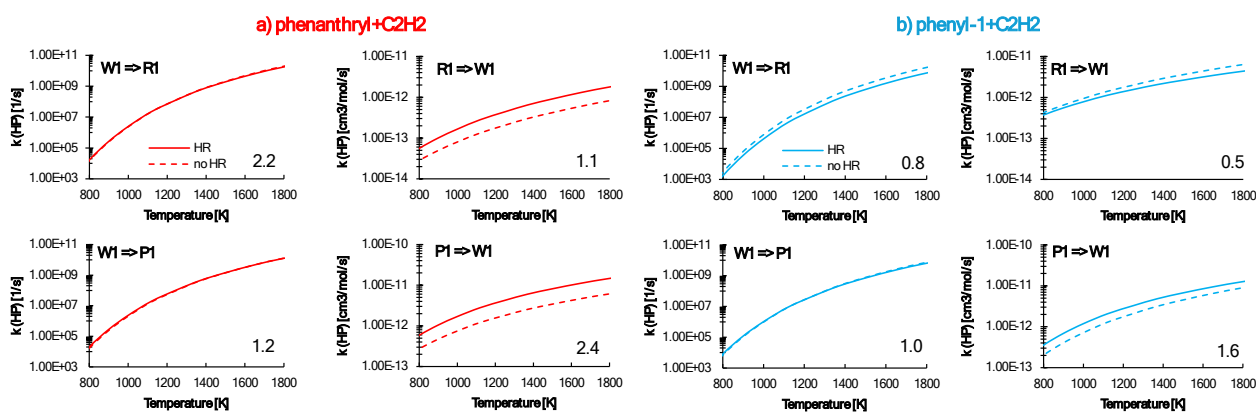 a) phenanthryl+C2H2
b) phenyl-1+C2H2
W1⇒R1
k (HP) [1/s]
1.00E+11
1.00E+09
1.00E+07
1.00E+05
1.00E+03
HR
no HR
2.2
800 1000 1200 1400 1600 1800
Temperature [K]
R1⇒W1
k (HP) [cm3/mol/s]
1.00E-11
1.00E-12
1.00E-13
1.00E-14
1.1
800 1000 1200 1400 1600 1800
Temperature [K]
W1⇒R1
k (HP) [1/s]
1.00E+11
1.00E+09
1.00E+07
1.00E+05
1.00E+03
HR
no HR
0.8
800 1000 1200 1400 1600 1800
Temperature [K]
R1⇒W1
k (HP) [cm3/mol/s]
1.00E-11
1.00E-12
1.00E-13
1.00E-14
0.5
800 1000 1200 1400 1600 1800
Temperature [K]
W1⇒P1
k (HP) [1/s]
1.00E+11
1.00E+09
1.00E+07
1.00E+05
1.00E+03
1.2
800 1000 1200 1400 1600 1800
Temperature [K]
P1⇒W1
k (HP) [cm3/mol/s]
1.00E-10
1.00E-11
1.00E-12
1.00E-13
2.4
800 1000 1200 1400 1600 1800
Temperature [K]
W1⇒P1
k (HP) [1/s]
1.00E+11
1.00E+09
1.00E+07
1.00E+05
1.00E+03
1.0
800 1000 1200 1400 1600 1800
Temperature [K]
P1⇒W1
k (HP) [cm3/mol/s]
1.00E-10
1.00E-11
1.00E-12
1.00E-13
1.6
800 1000 1200 1400 1600 1800
Temperature [K]